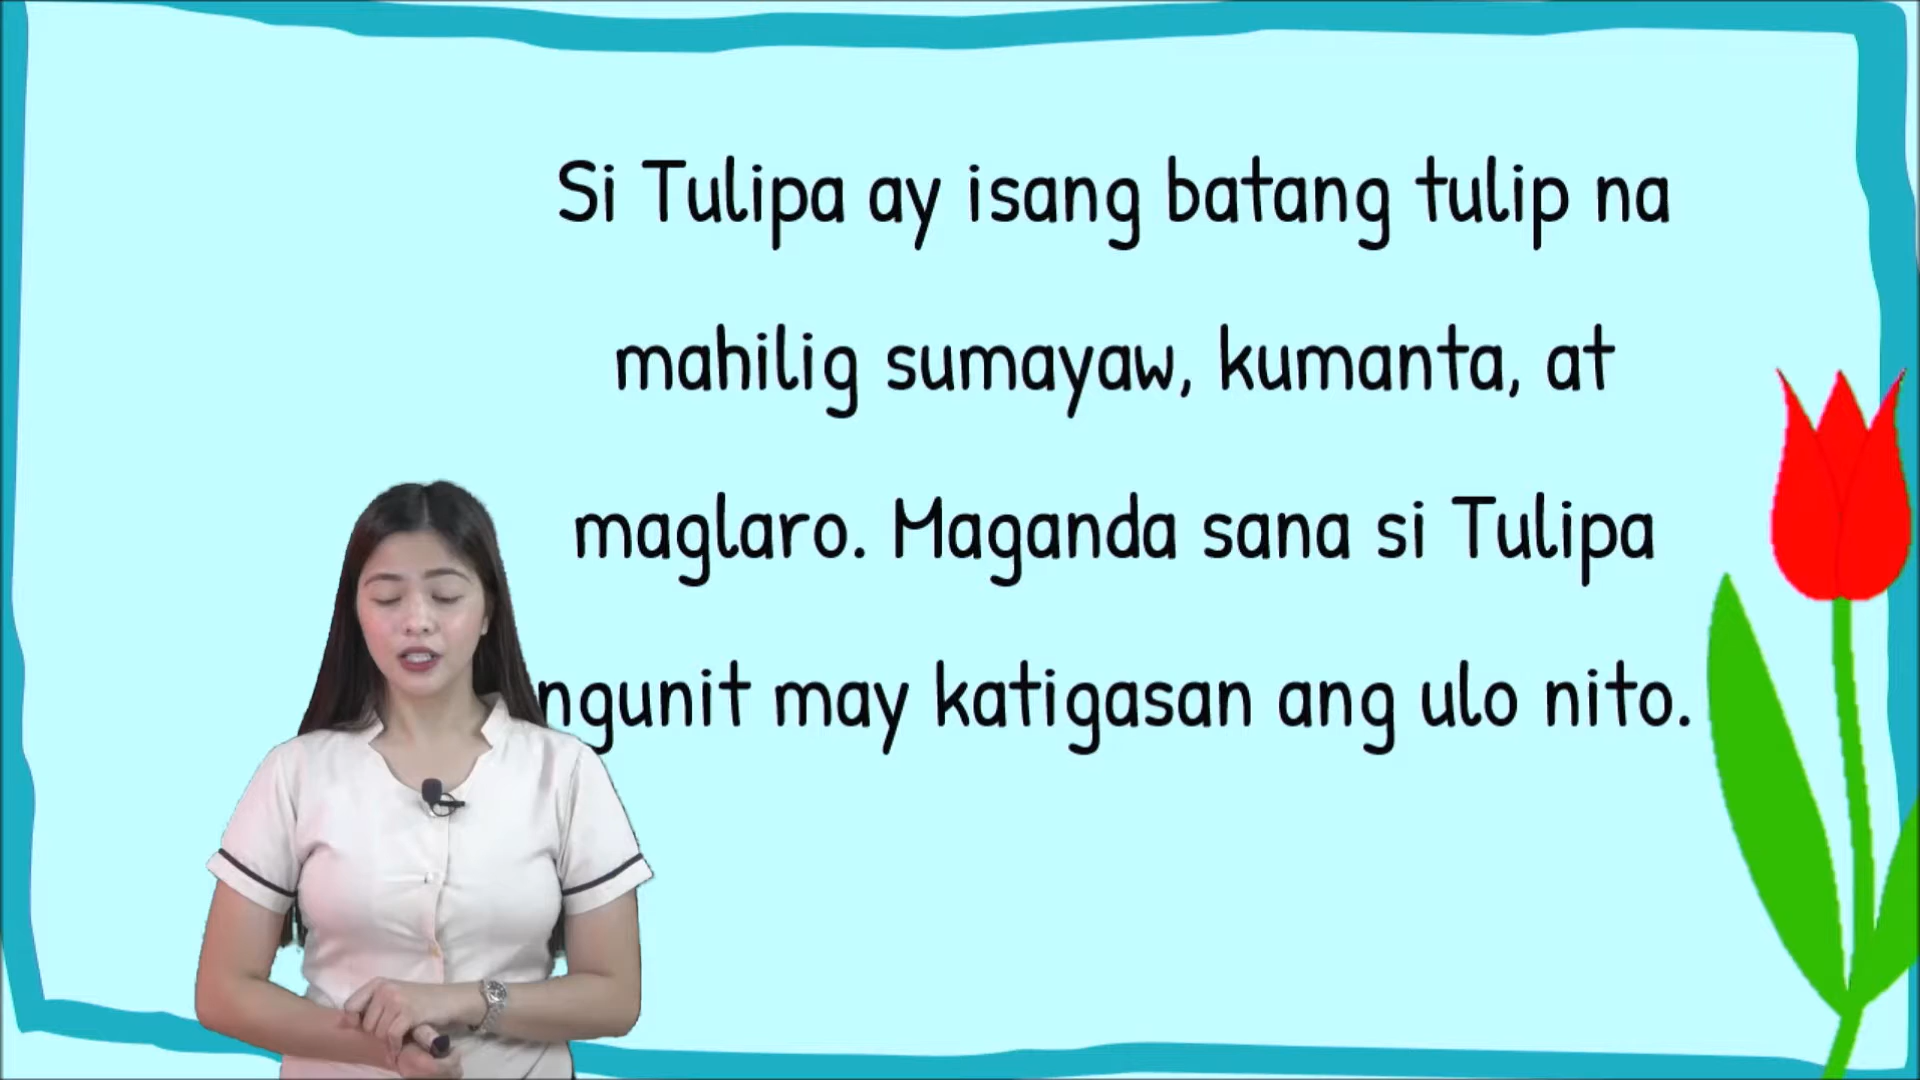 Si Tulipa ay isang batang tulip na
mahilig sumayaw, kumanta, at
maglaro. Maganda sana si Tulipa
ngunit may katigasan ang ulo nito.